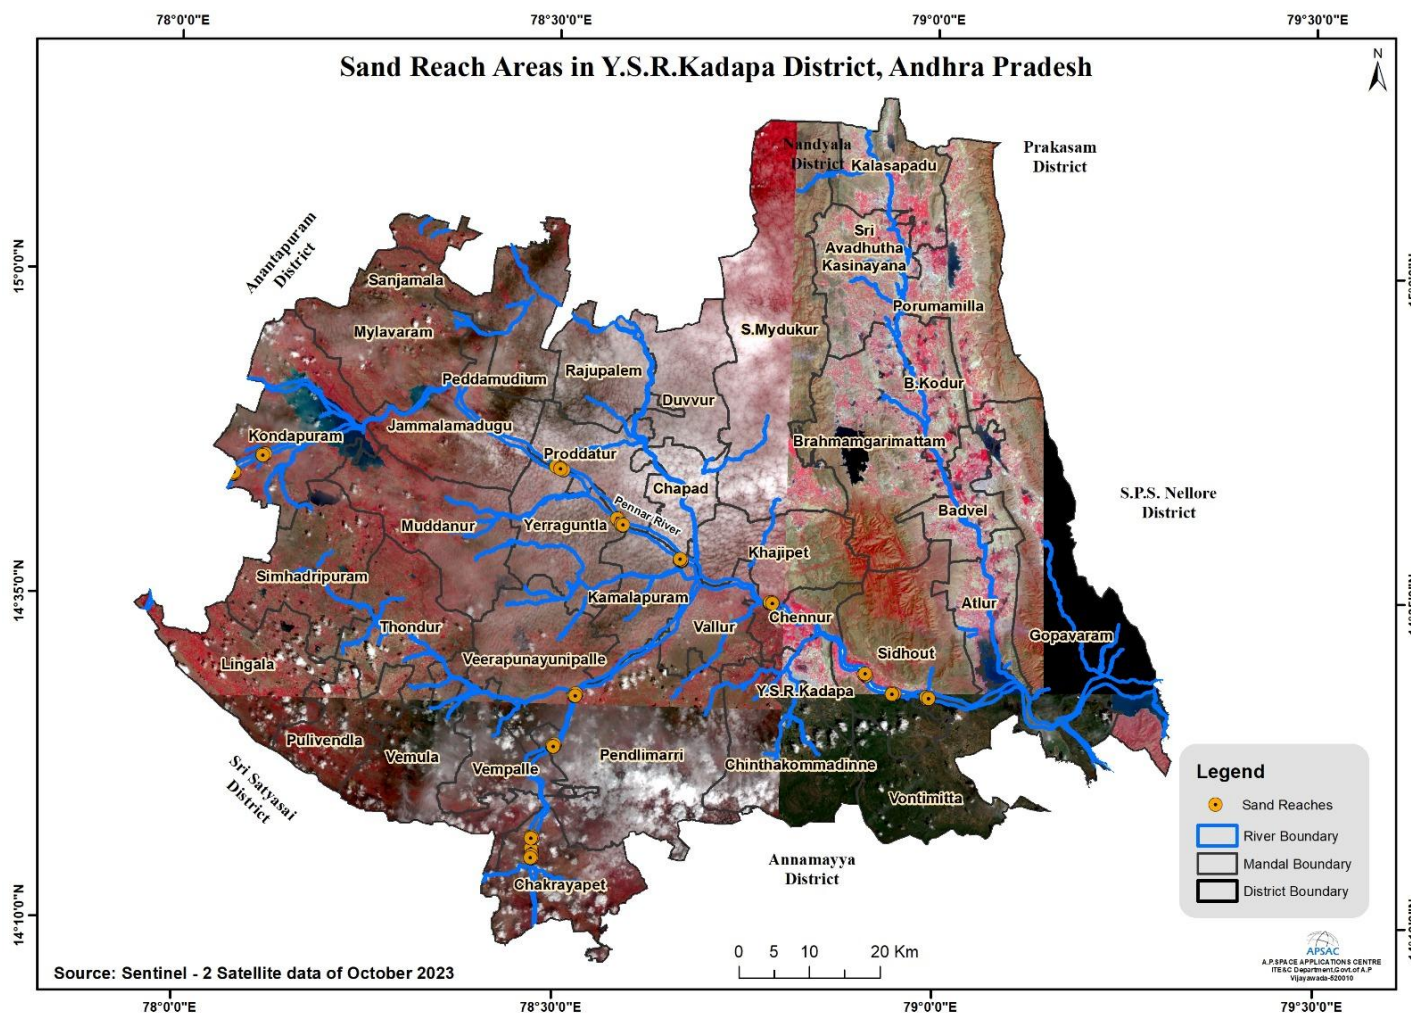 78°0'0"E
78°30'0"E
79°0'0"E
79°30'0"E
Sand Reach Areas in Y.S.R.Kadapa District, Andhra Pradesh
N
Nandyala
District
Kalasapadu
Prakasam
District
Anantapuram
District
Sri
Avadhutha
Kasinayana
15°0'0"N
Sanjamala
Porumamilla
Mylavaram
S.Mydukur
Rajupalem
Peddamudium
B.Kodur
Duvvur
Jammalamadugu
Kondapuram
Brahmamgarimattam
Proddatur
Chapad
S.P.S. Nellore
District
Badvel
Pennar River
Muddanur
Yerraguntla
Khajipet
Simhadripuram
14°35'0"N
Kamalapuram
Atlur
Chennur
Thondur
Vallur
Gopavaram
Sidhout
Lingala
Veerapunayunipalle
Y.S.R.Kadapa
Pulivendla
Vemula
Pendlimarri
Vempalle
Chinthakommadinne
Sri Satyasai
District
Vontimitta
Legend
Sand Reaches
River Boundary
Mandal Boundary
District Boundary
Annamayya
District
Chakrayapet
14°10'0"N
0 5 10 20 Km
Source: Sentinel - 2 Satellite data of October 2023
APSAC
A.P.SPACE APPLICATIONS CENTRE
ITE&C Department,Govt.of A.P
Vijayawada-520010
78°0'0"E
78°30'0"E
79°0'0"E
79°30'0"E